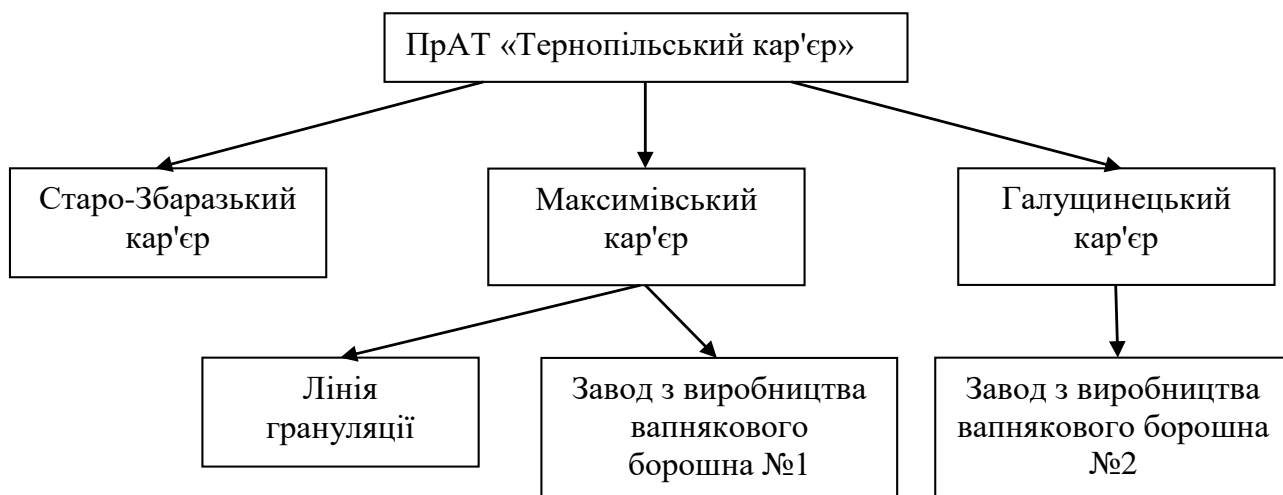 ПрАТ «Тернопільський кар'єр»
Старо-Збаразький
кар'єр
Максимівський
кар'єр
Галущинецький
кар'єр
Лінія
грануляції
Завод з виробництва
вапнякового
борошна №1
Завод з виробництва
вапнякового борошна
№2